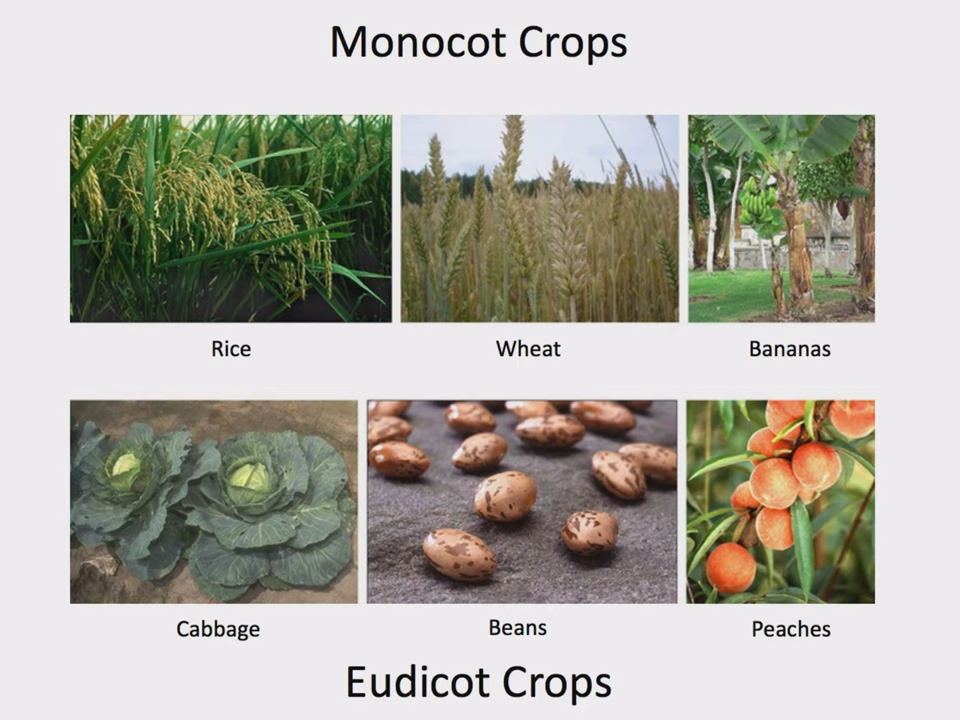 Monocot Crops
Rice
Wheat
Bananas
Cabbage
Beans
Peaches
Eudicot Crops